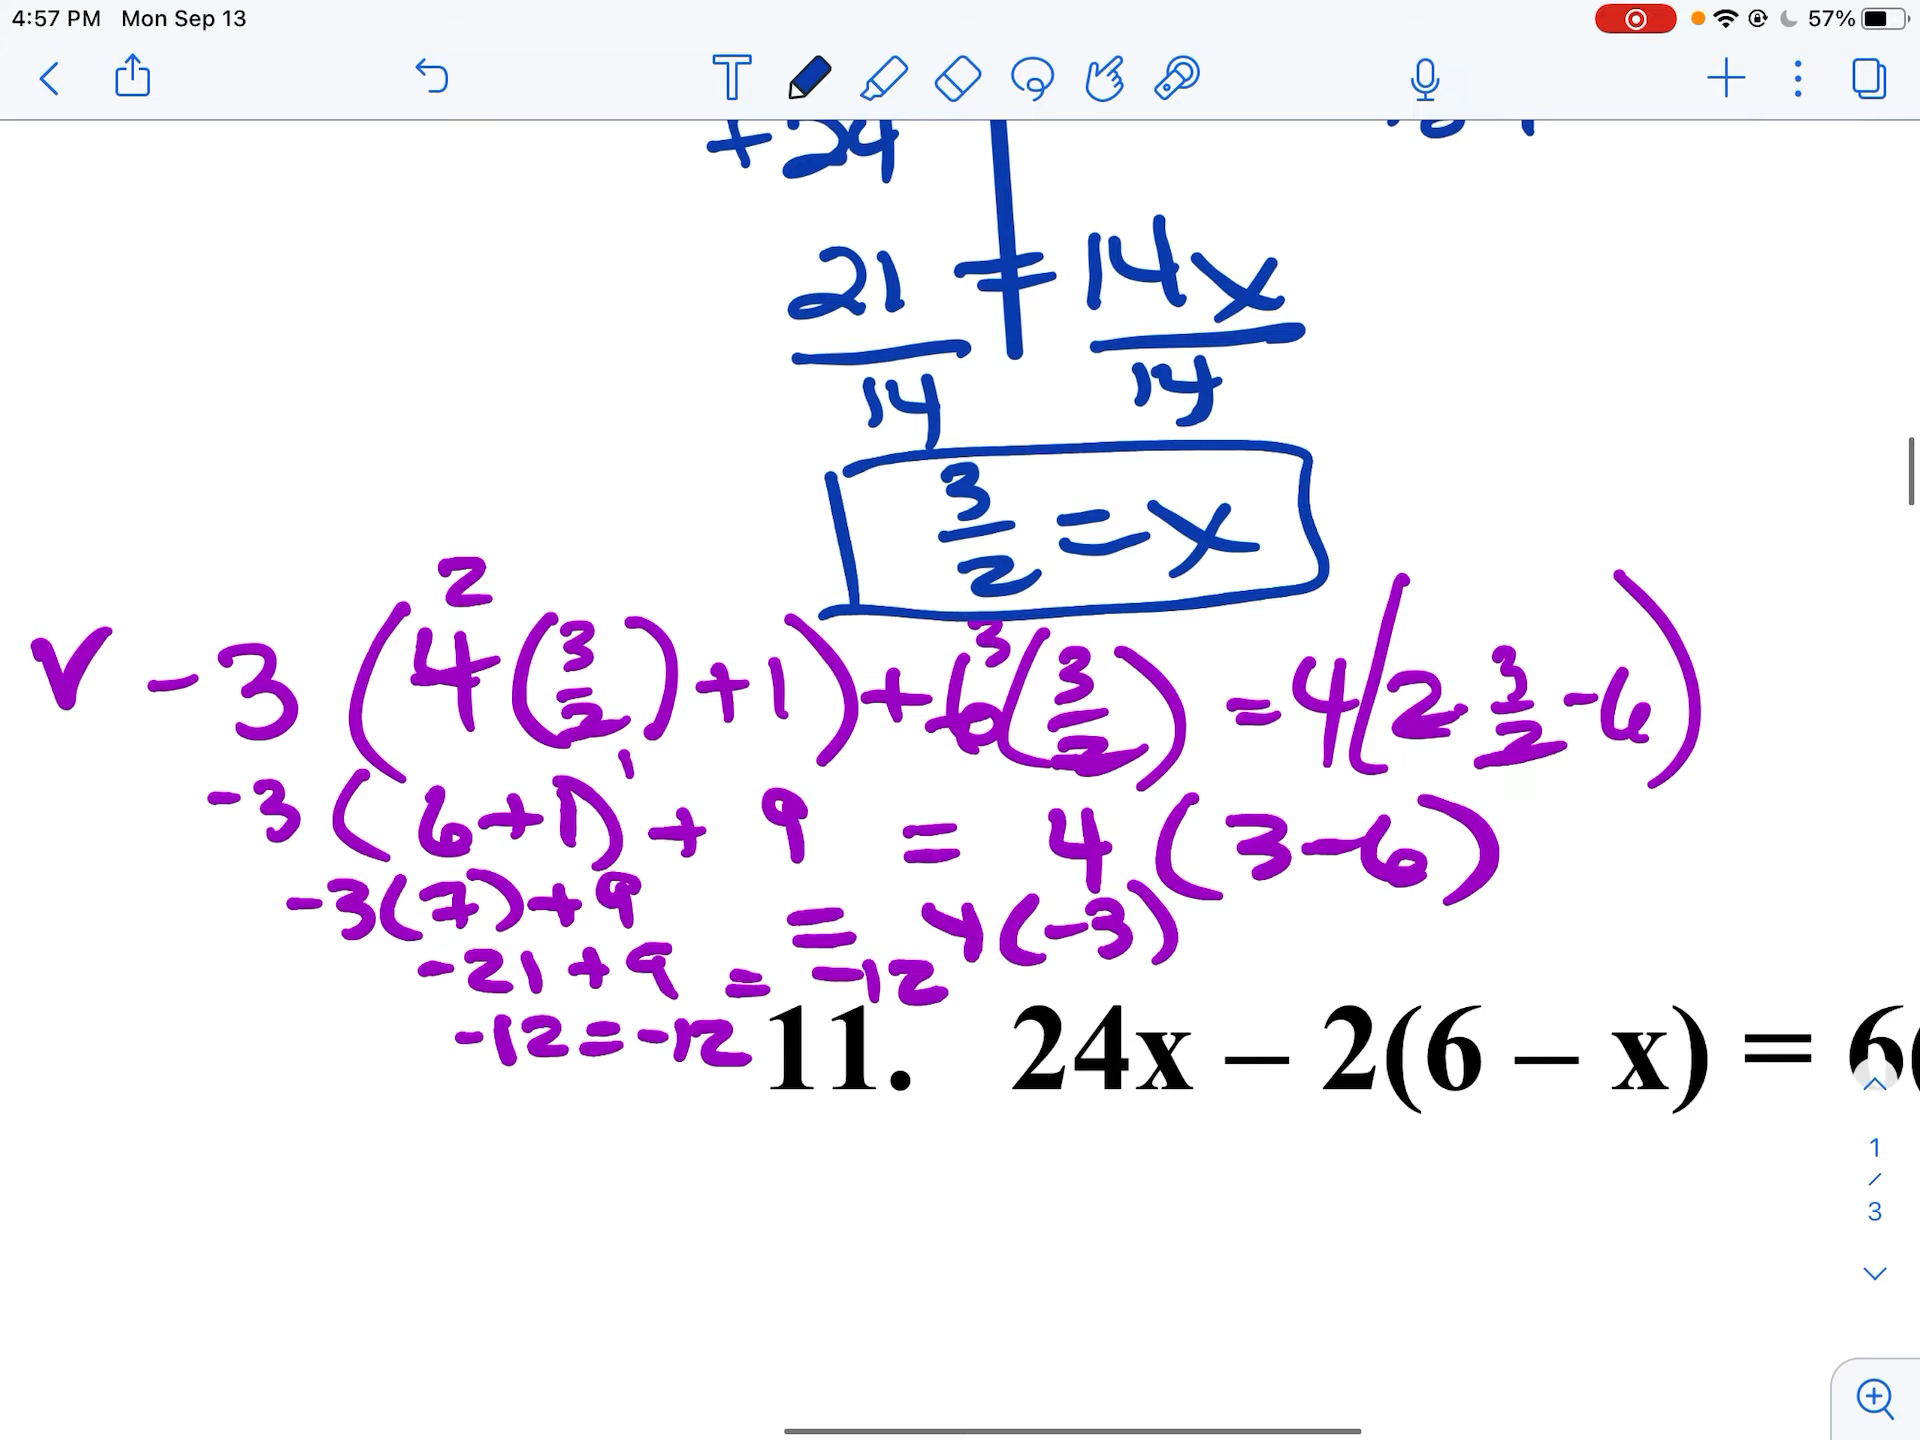 4:57 PM Mon Sep 13
57%
T
+24
21 = 14x
14 14
3/2 = x
√ -3 (4(3/2)+1) + 6(3/2) = 4(2·3/2-6)
2 1 3
-3(6+1) + 9 = 4(3-6)
-3(7)+9 = 4(-3)
-21+9 = -12
-12=-12
11. 24x – 2(6 – x) = 6(
1
/
3